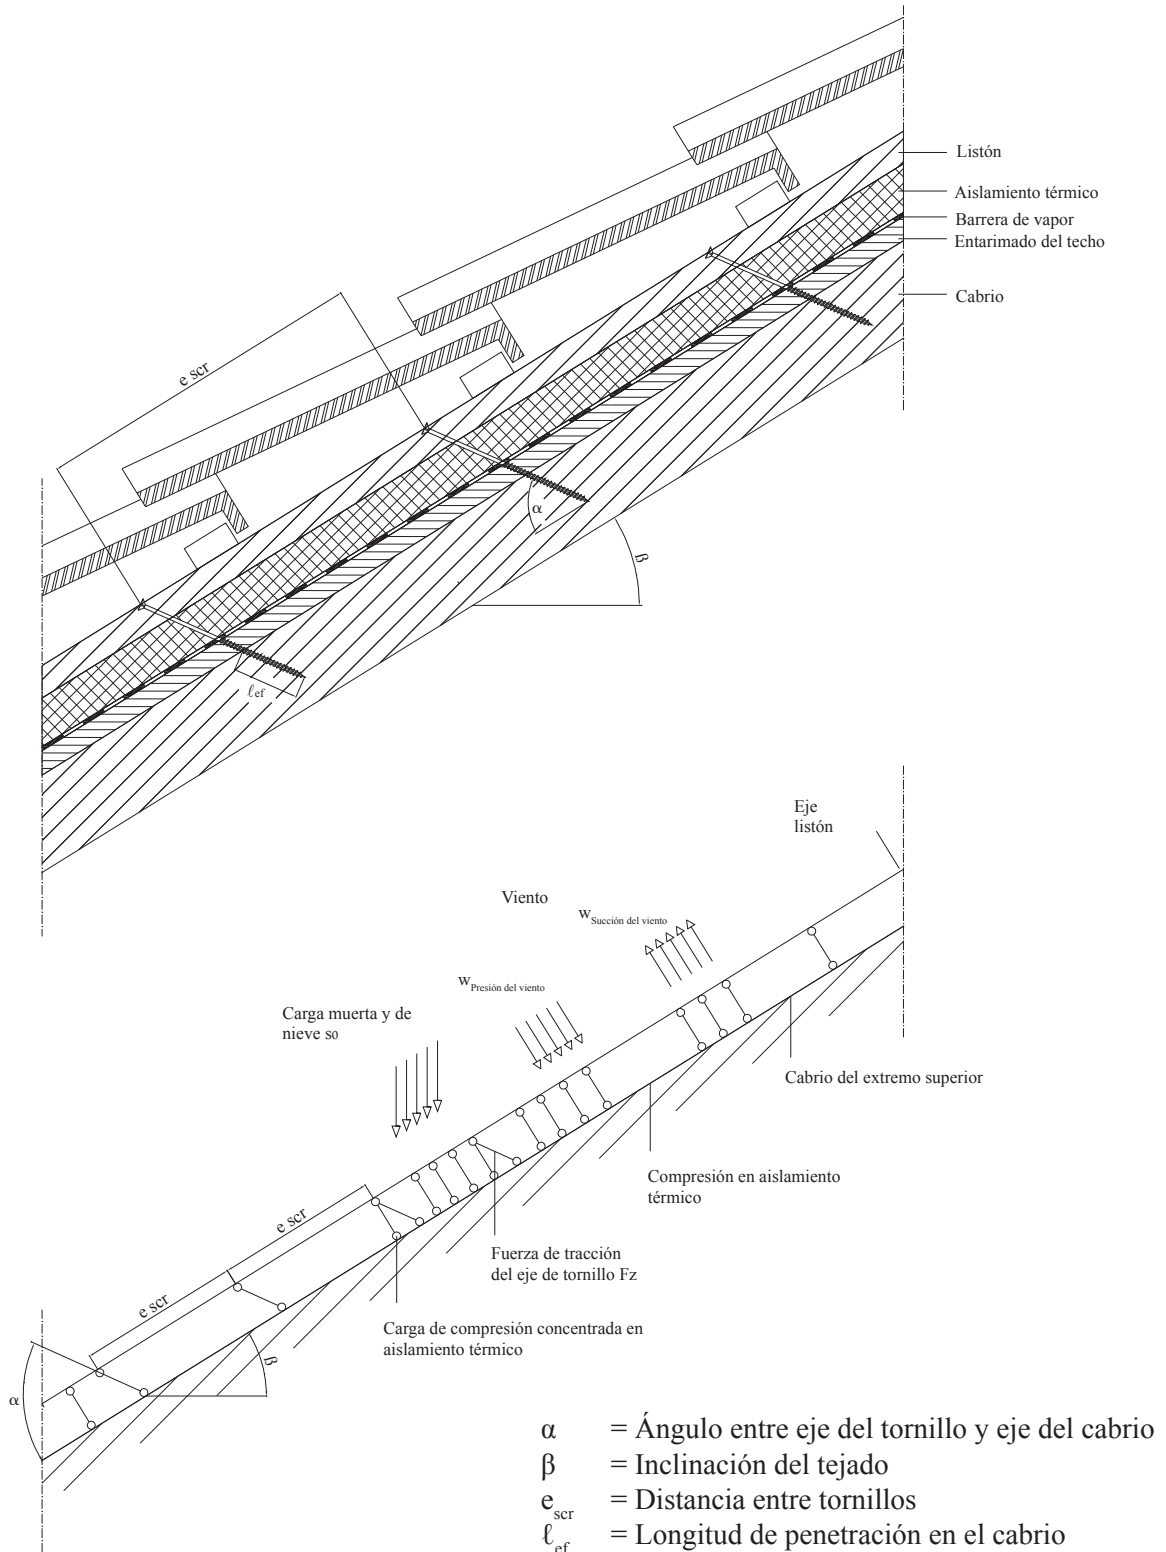 Listón
Aislamiento térmico
Barrera de vapor
Entarimado del techo
Cabrio
e scr
α
β
ℓef
Eje
listón
Viento
wSucción del viento
wPresión del viento
Carga muerta y de
nieve s0
Cabrio del extremo superior
Compresión en aislamiento
térmico
e scr
Fuerza de tracción
del eje de tornillo Fz
e scr
Carga de compresión concentrada en
aislamiento térmico
β
α
α = Ángulo entre eje del tornillo y eje del cabrio
β = Inclinación del tejado
escr = Distancia entre tornillos
ℓef = Longitud de penetración en el cabrio